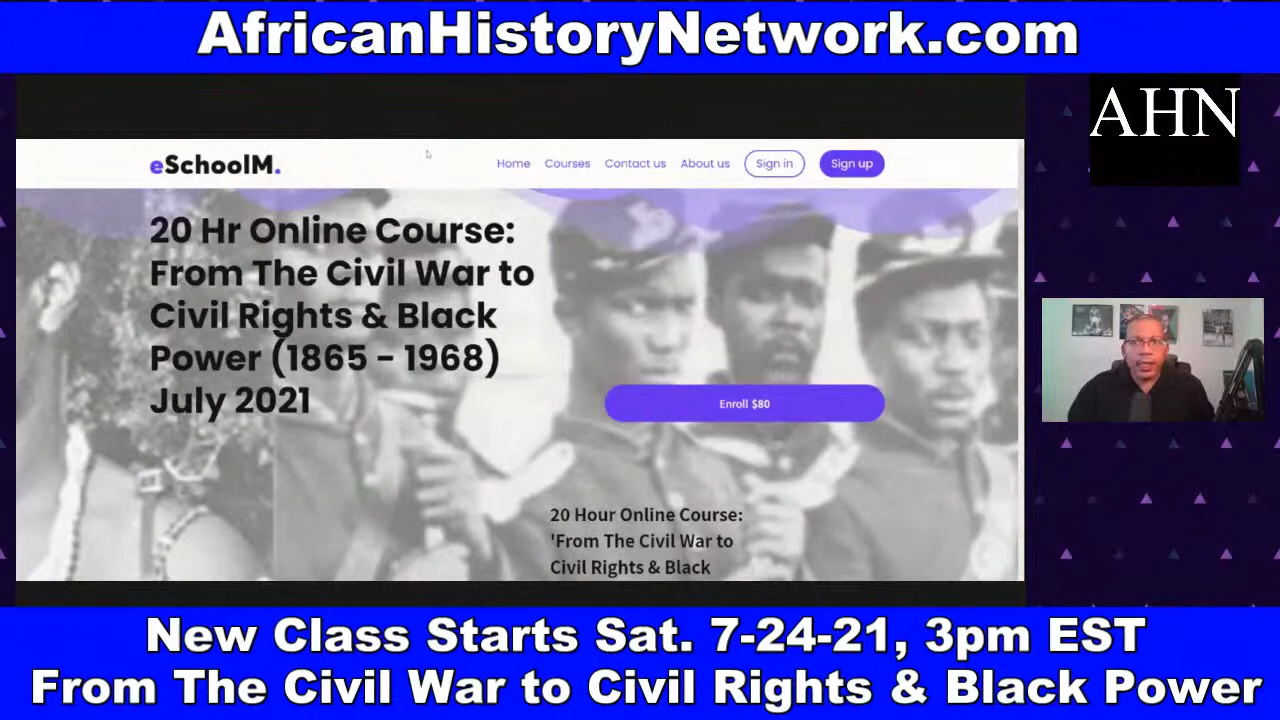 AfricanHistoryNetwork.com
AHN
eSchoolM.
Home Courses Contact us About us Sign in Sign up
20 Hr Online Course:
From The Civil War to
Civil Rights & Black
Power (1865 - 1968)
July 2021
Enroll $80
20 Hour Online Course:
'From The Civil War to
Civil Rights & Black
New Class Starts Sat. 7-24-21, 3pm EST
From The Civil War to Civil Rights & Black Power